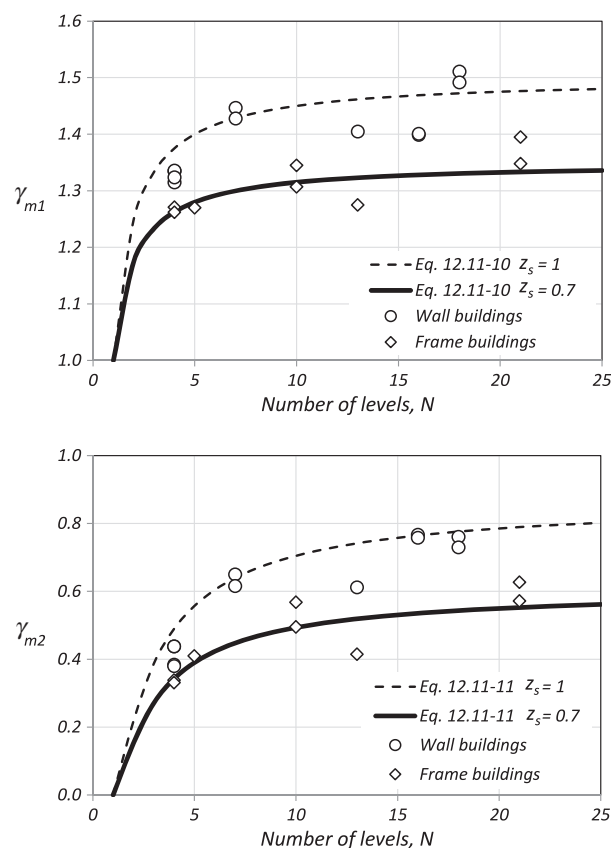 1.6
1.5
1.4
1.3
1.2
1.1
1.0
γm1
Eq. 12.11-10 zs = 1
Eq. 12.11-10 zs = 0.7
Wall buildings
Frame buildings
0 5 10 15 20 25
Number of levels, N
1.0
0.8
0.6
0.4
0.2
0.0
γm2
Eq. 12.11-11 zs = 1
Eq. 12.11-11 zs = 0.7
Wall buildings
Frame buildings
0 5 10 15 20 25
Number of levels, N